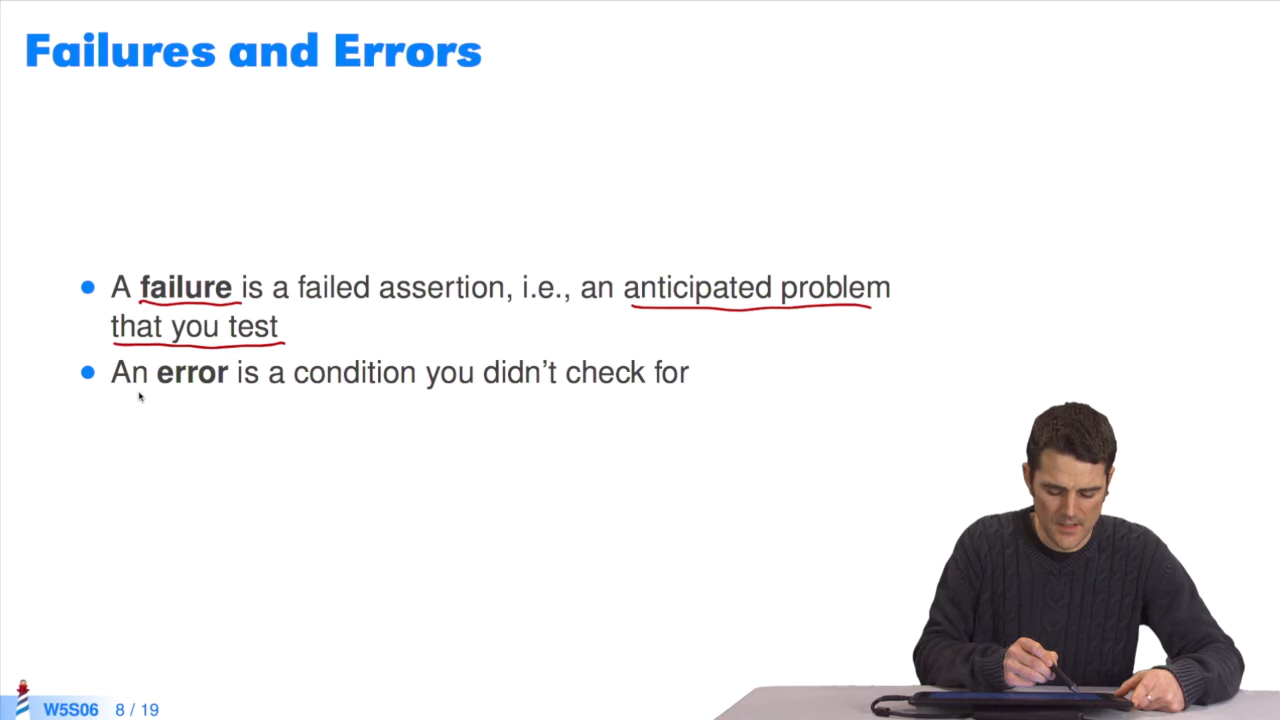 Failures and Errors
A failure is a failed assertion, i.e., an anticipated problem
that you test
An error is a condition you didn't check for
W5S06 8 / 19